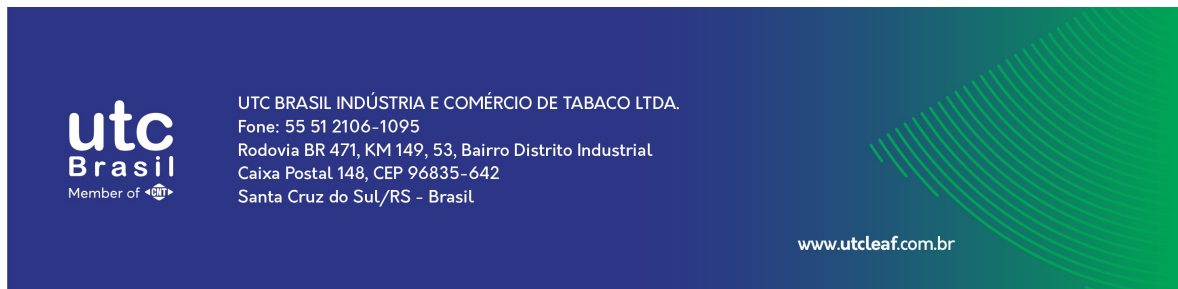 utc
Brasil
Member of CNT
UTC BRASIL INDÚSTRIA E COMÉRCIO DE TABACO LTDA.
Fone: 55 51 2106-1095
Rodovia BR 471, KM 149, 53, Bairro Distrito Industrial
Caixa Postal 148, CEP 96835-642
Santa Cruz do Sul/RS - Brasil
www.utcleaf.com.br